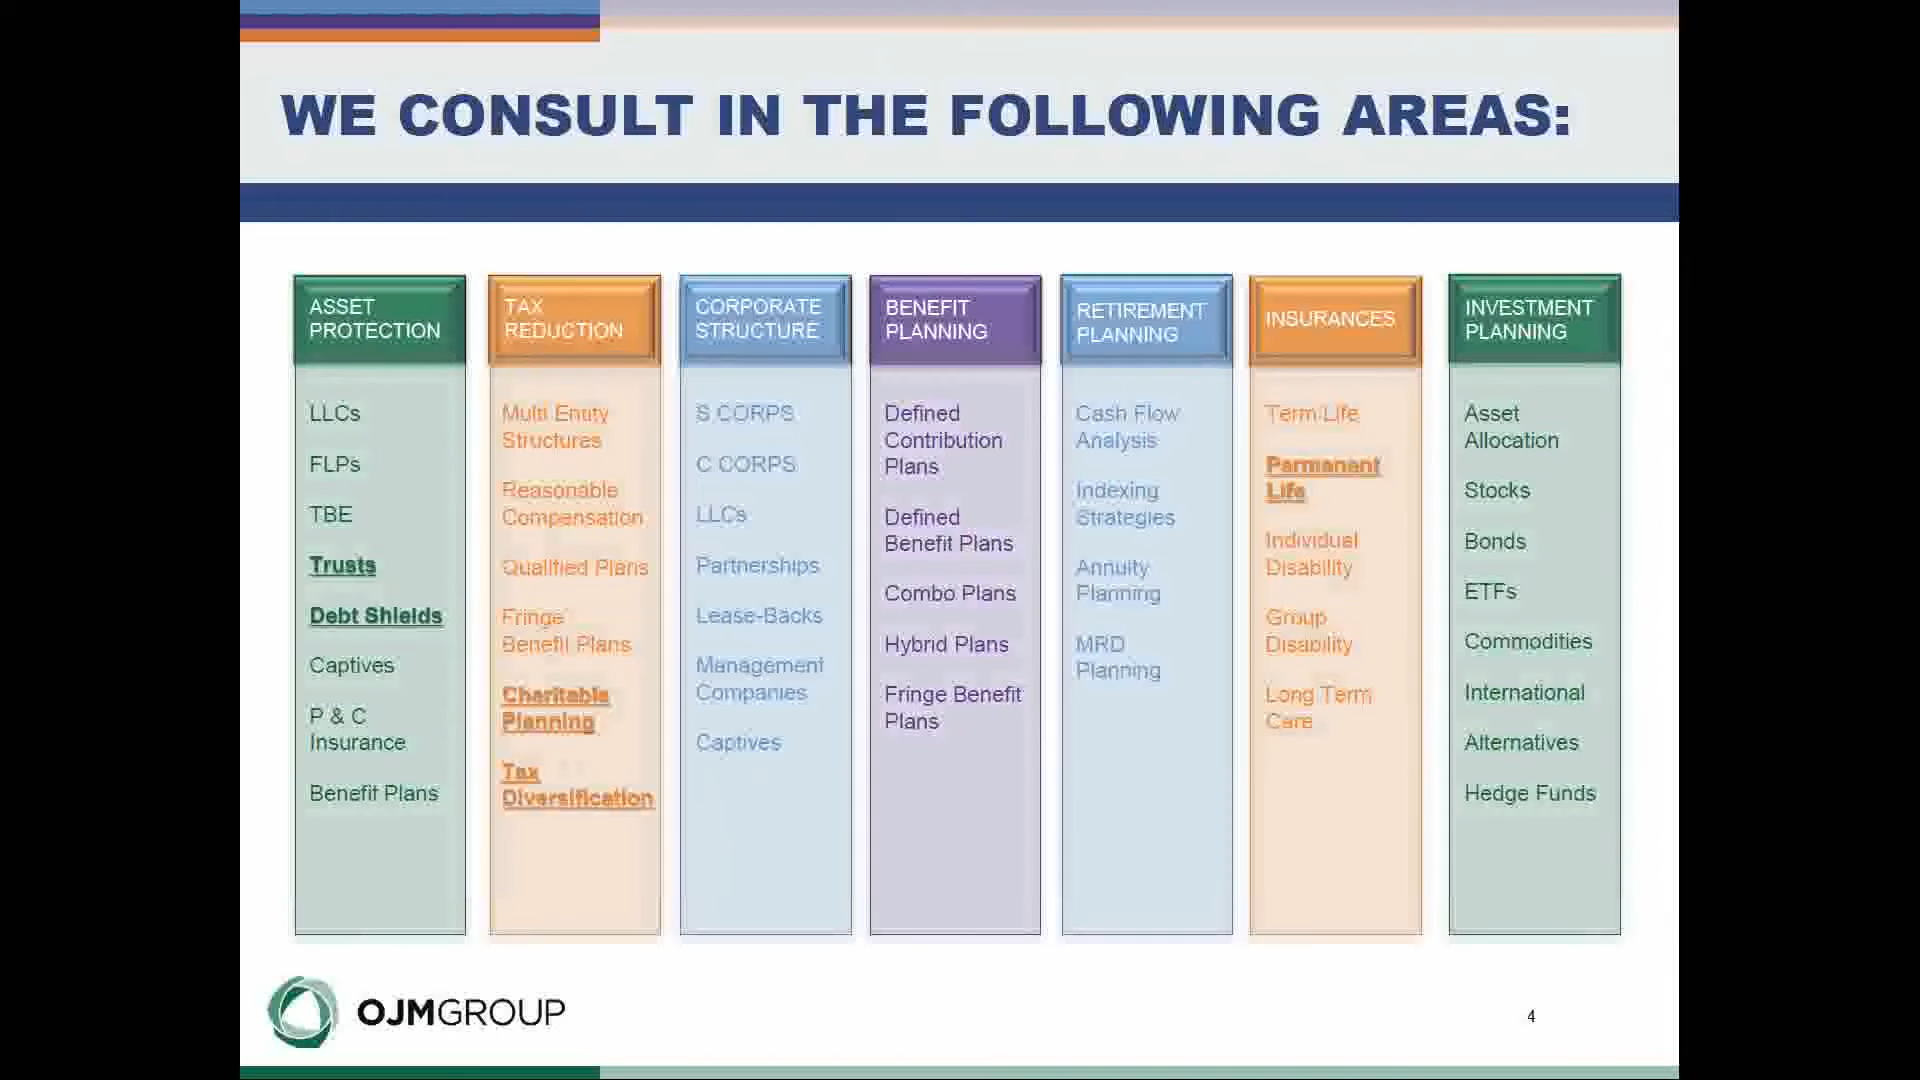 WE CONSULT IN THE FOLLOWING AREAS:
ASSET
PROTECTION
LLCs
FLPs
TBE
Trusts
Debt Shields
Captives
P & C
Insurance
Benefit Plans
TAX
REDUCTION
Multi Entity
Structures
Reasonable
Compensation
Qualified Plans
Fringe
Benefit Plans
Charitable
Planning
Tax
Diversification
CORPORATE
STRUCTURE
S CORPS
C CORPS
LLCs
Partnerships
Lease-Backs
Management
Companies
Captives
BENEFIT
PLANNING
Defined
Contribution
Plans
Defined
Benefit Plans
Combo Plans
Hybrid Plans
Fringe Benefit
Plans
RETIREMENT
PLANNING
Cash Flow
Analysis
Indexing
Strategies
Annuity
Planning
MRD
Planning
INSURANCES
Term Life
Permanent
Life
Individual
Disability
Group
Disability
Long Term
Care
INVESTMENT
PLANNING
Asset
Allocation
Stocks
Bonds
ETFs
Commodities
International
Alternatives
Hedge Funds
OJMGROUP
4